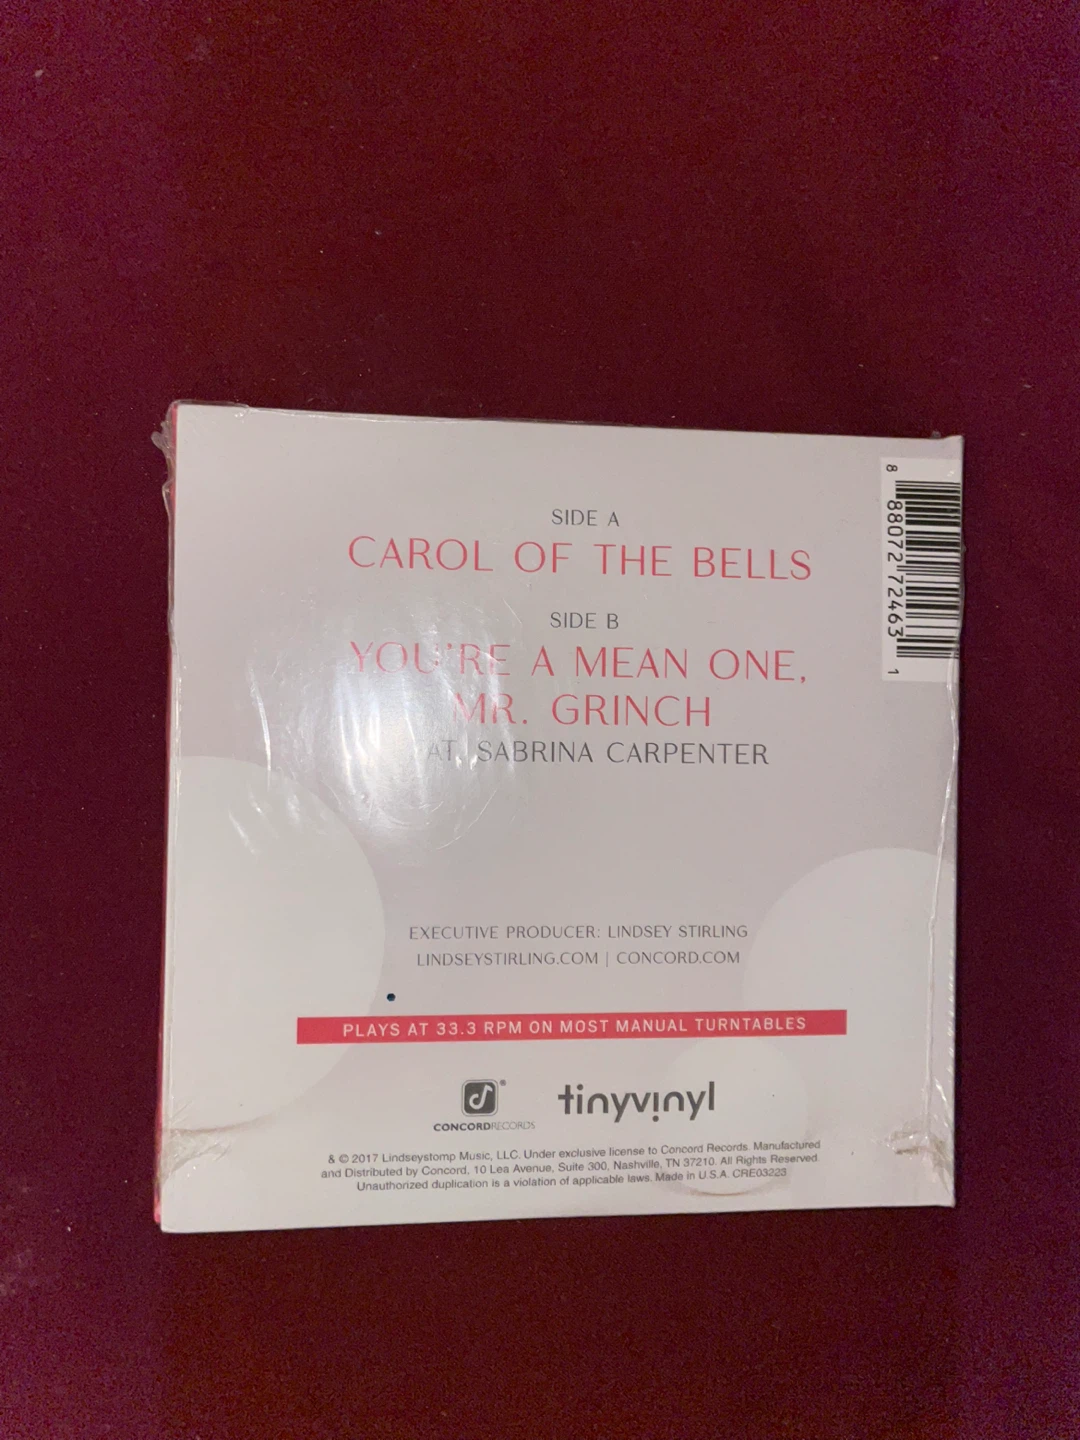 SIDE A
CAROL OF THE BELLS
SIDE B
YOU'RE A MEAN ONE,
MR. GRINCH
AT. SABRINA CARPENTER
8 88072 72463 1
EXECUTIVE PRODUCER: LINDSEY STIRLING
LINDSEYSTIRLING.COM | CONCORD.COM
PLAYS AT 33.3 RPM ON MOST MANUAL TURNTABLES
CONCORDRECORDS
tinyvinyl
& © 2017 Lindseystomp Music, LLC. Under exclusive license to Concord Records. Manufactured
and Distributed by Concord, 10 Lea Avenue, Suite 300, Nashville, TN 37210. All Rights Reserved.
Unauthorized duplication is a violation of applicable laws. Made in U.S.A. CRE03223